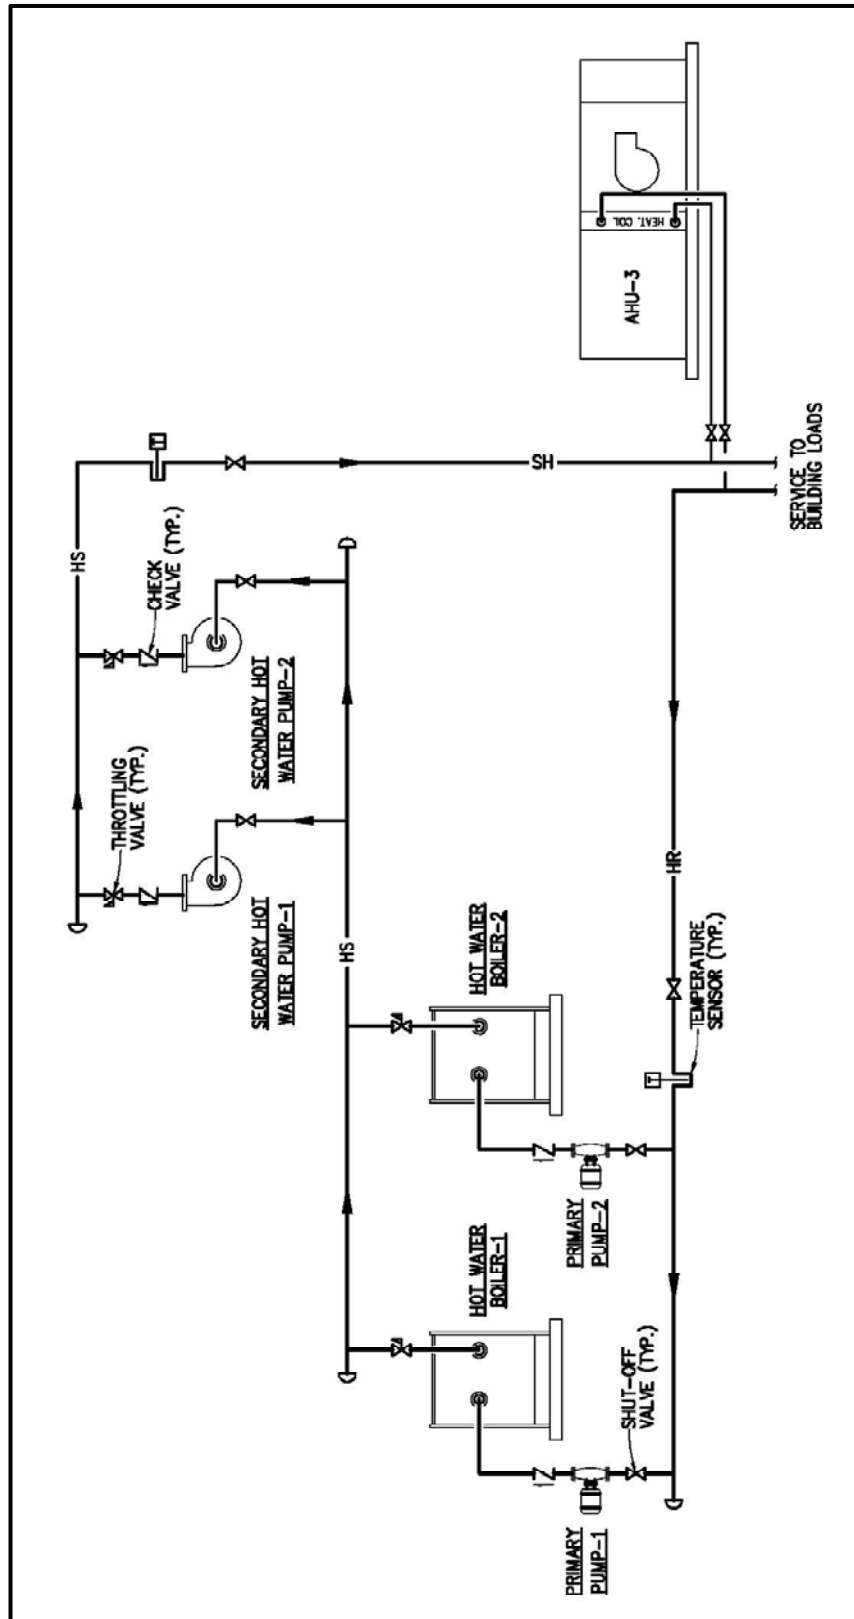 HS
THROTTLING
VALVE (TYP.)
CHECK
VALVE (TYP.)
T
SECONDARY HOT
WATER PUMP-1
SECONDARY HOT
WATER PUMP-2
HS
HS
HOT WATER
BOILER-1
HOT WATER
BOILER-2
PRIMARY
PUMP-1
PRIMARY
PUMP-2
SHUT-OFF
VALVE (TYP.)
T
TEMPERATURE
SENSOR (TYP.)
HR
AHU-3
HEAT. COIL
SERVICE TO
BUILDING LOADS